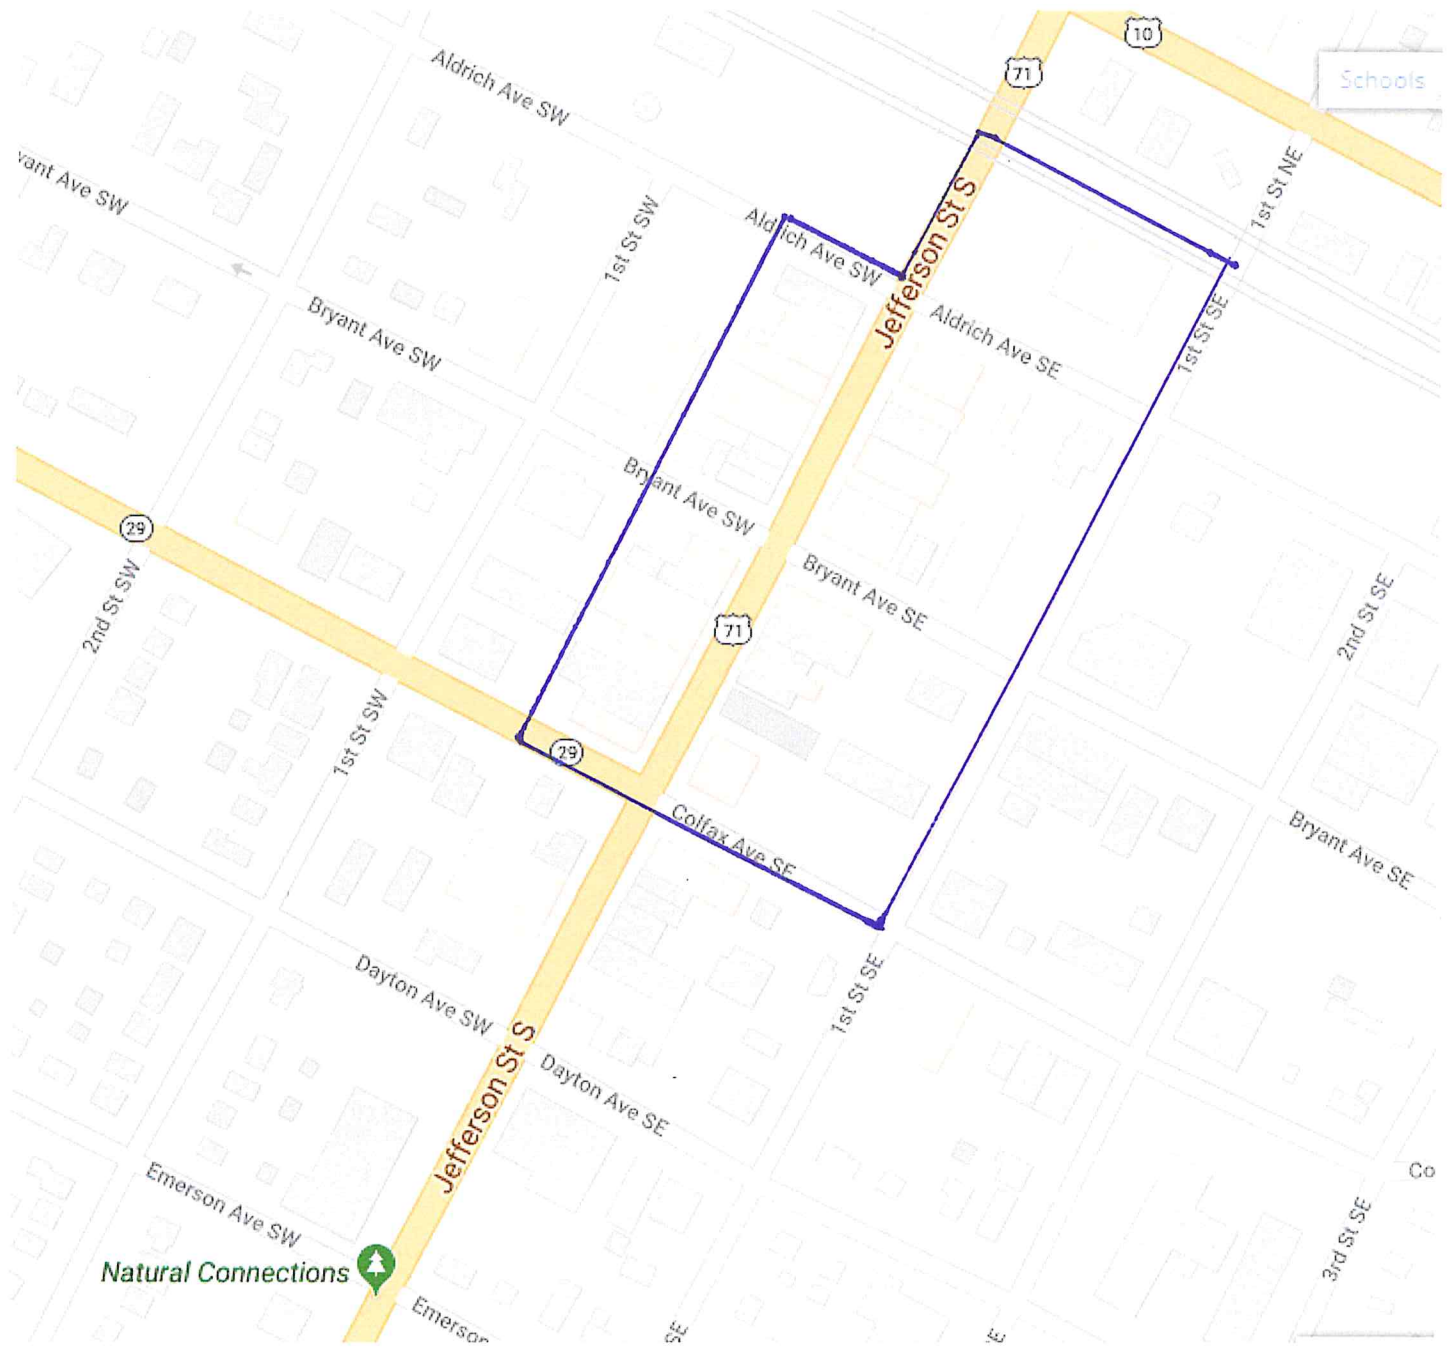 10
71
Schools
Aldrich Ave SW
vant Ave SW
1st St NE
1st St SW
Jefferson St S
Aldrich Ave SW
Aldrich Ave SE
1st St SE
Bryant Ave SW
Bryant Ave SW
29
Bryant Ave SE
2nd St SW
2nd St SE
71
1st St SW
29
Colfax Ave SE
Bryant Ave SE
Dayton Ave SW
1st St SE
Jefferson St S
Dayton Ave SE
Emerson Ave SW
Co
3rd St SE
Natural Connections
Emerson
SE